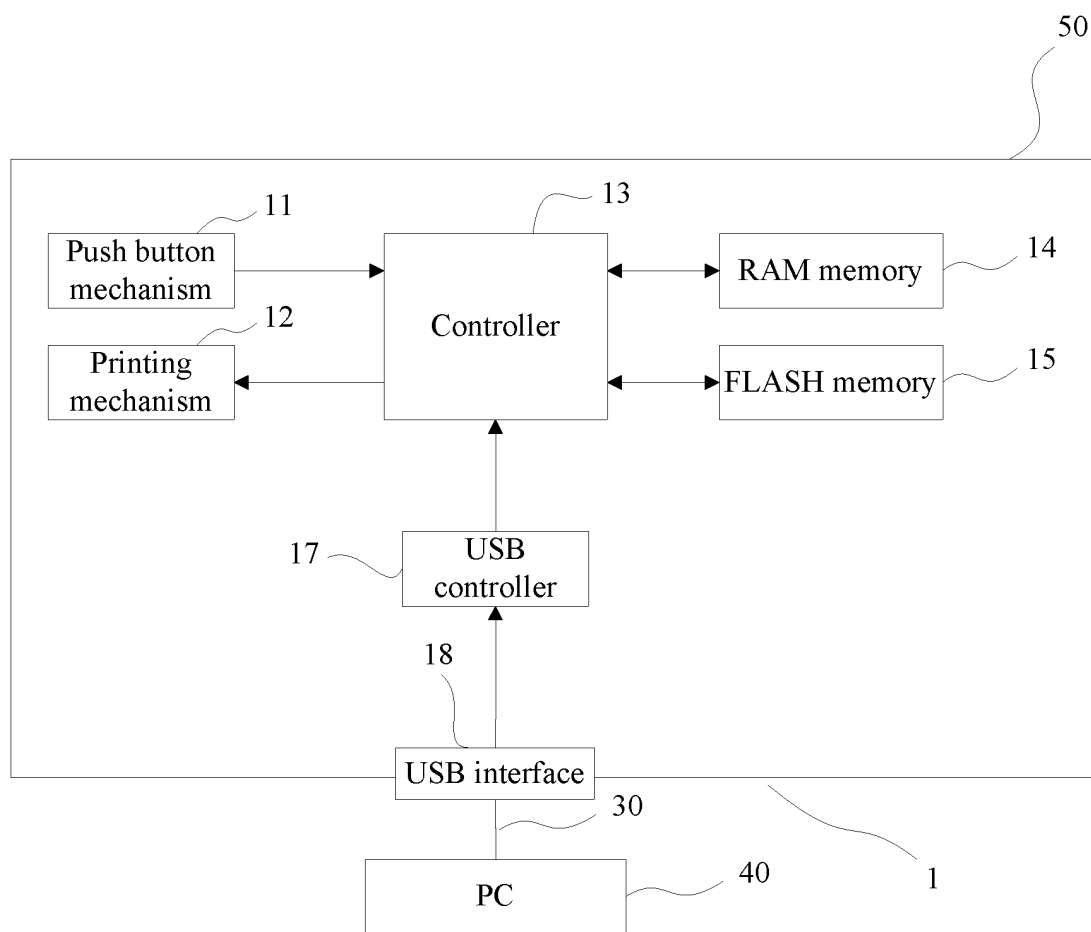 50
11
13
Push button
mechanism
Controller
RAM memory
14
12
Printing
mechanism
FLASH memory
15
17
USB
controller
18
USB interface
30
1
PC
40